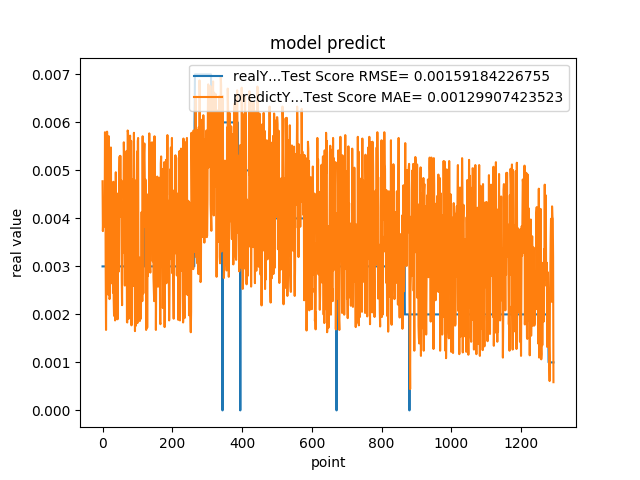 model predict
realY...Test Score RMSE= 0.00159184226755
predictY...Test Score MAE= 0.00129907423523
0.007
0.006
0.005
0.004
0.003
0.002
0.001
0.000
real value
0 200 400 600 800 1000 1200
point